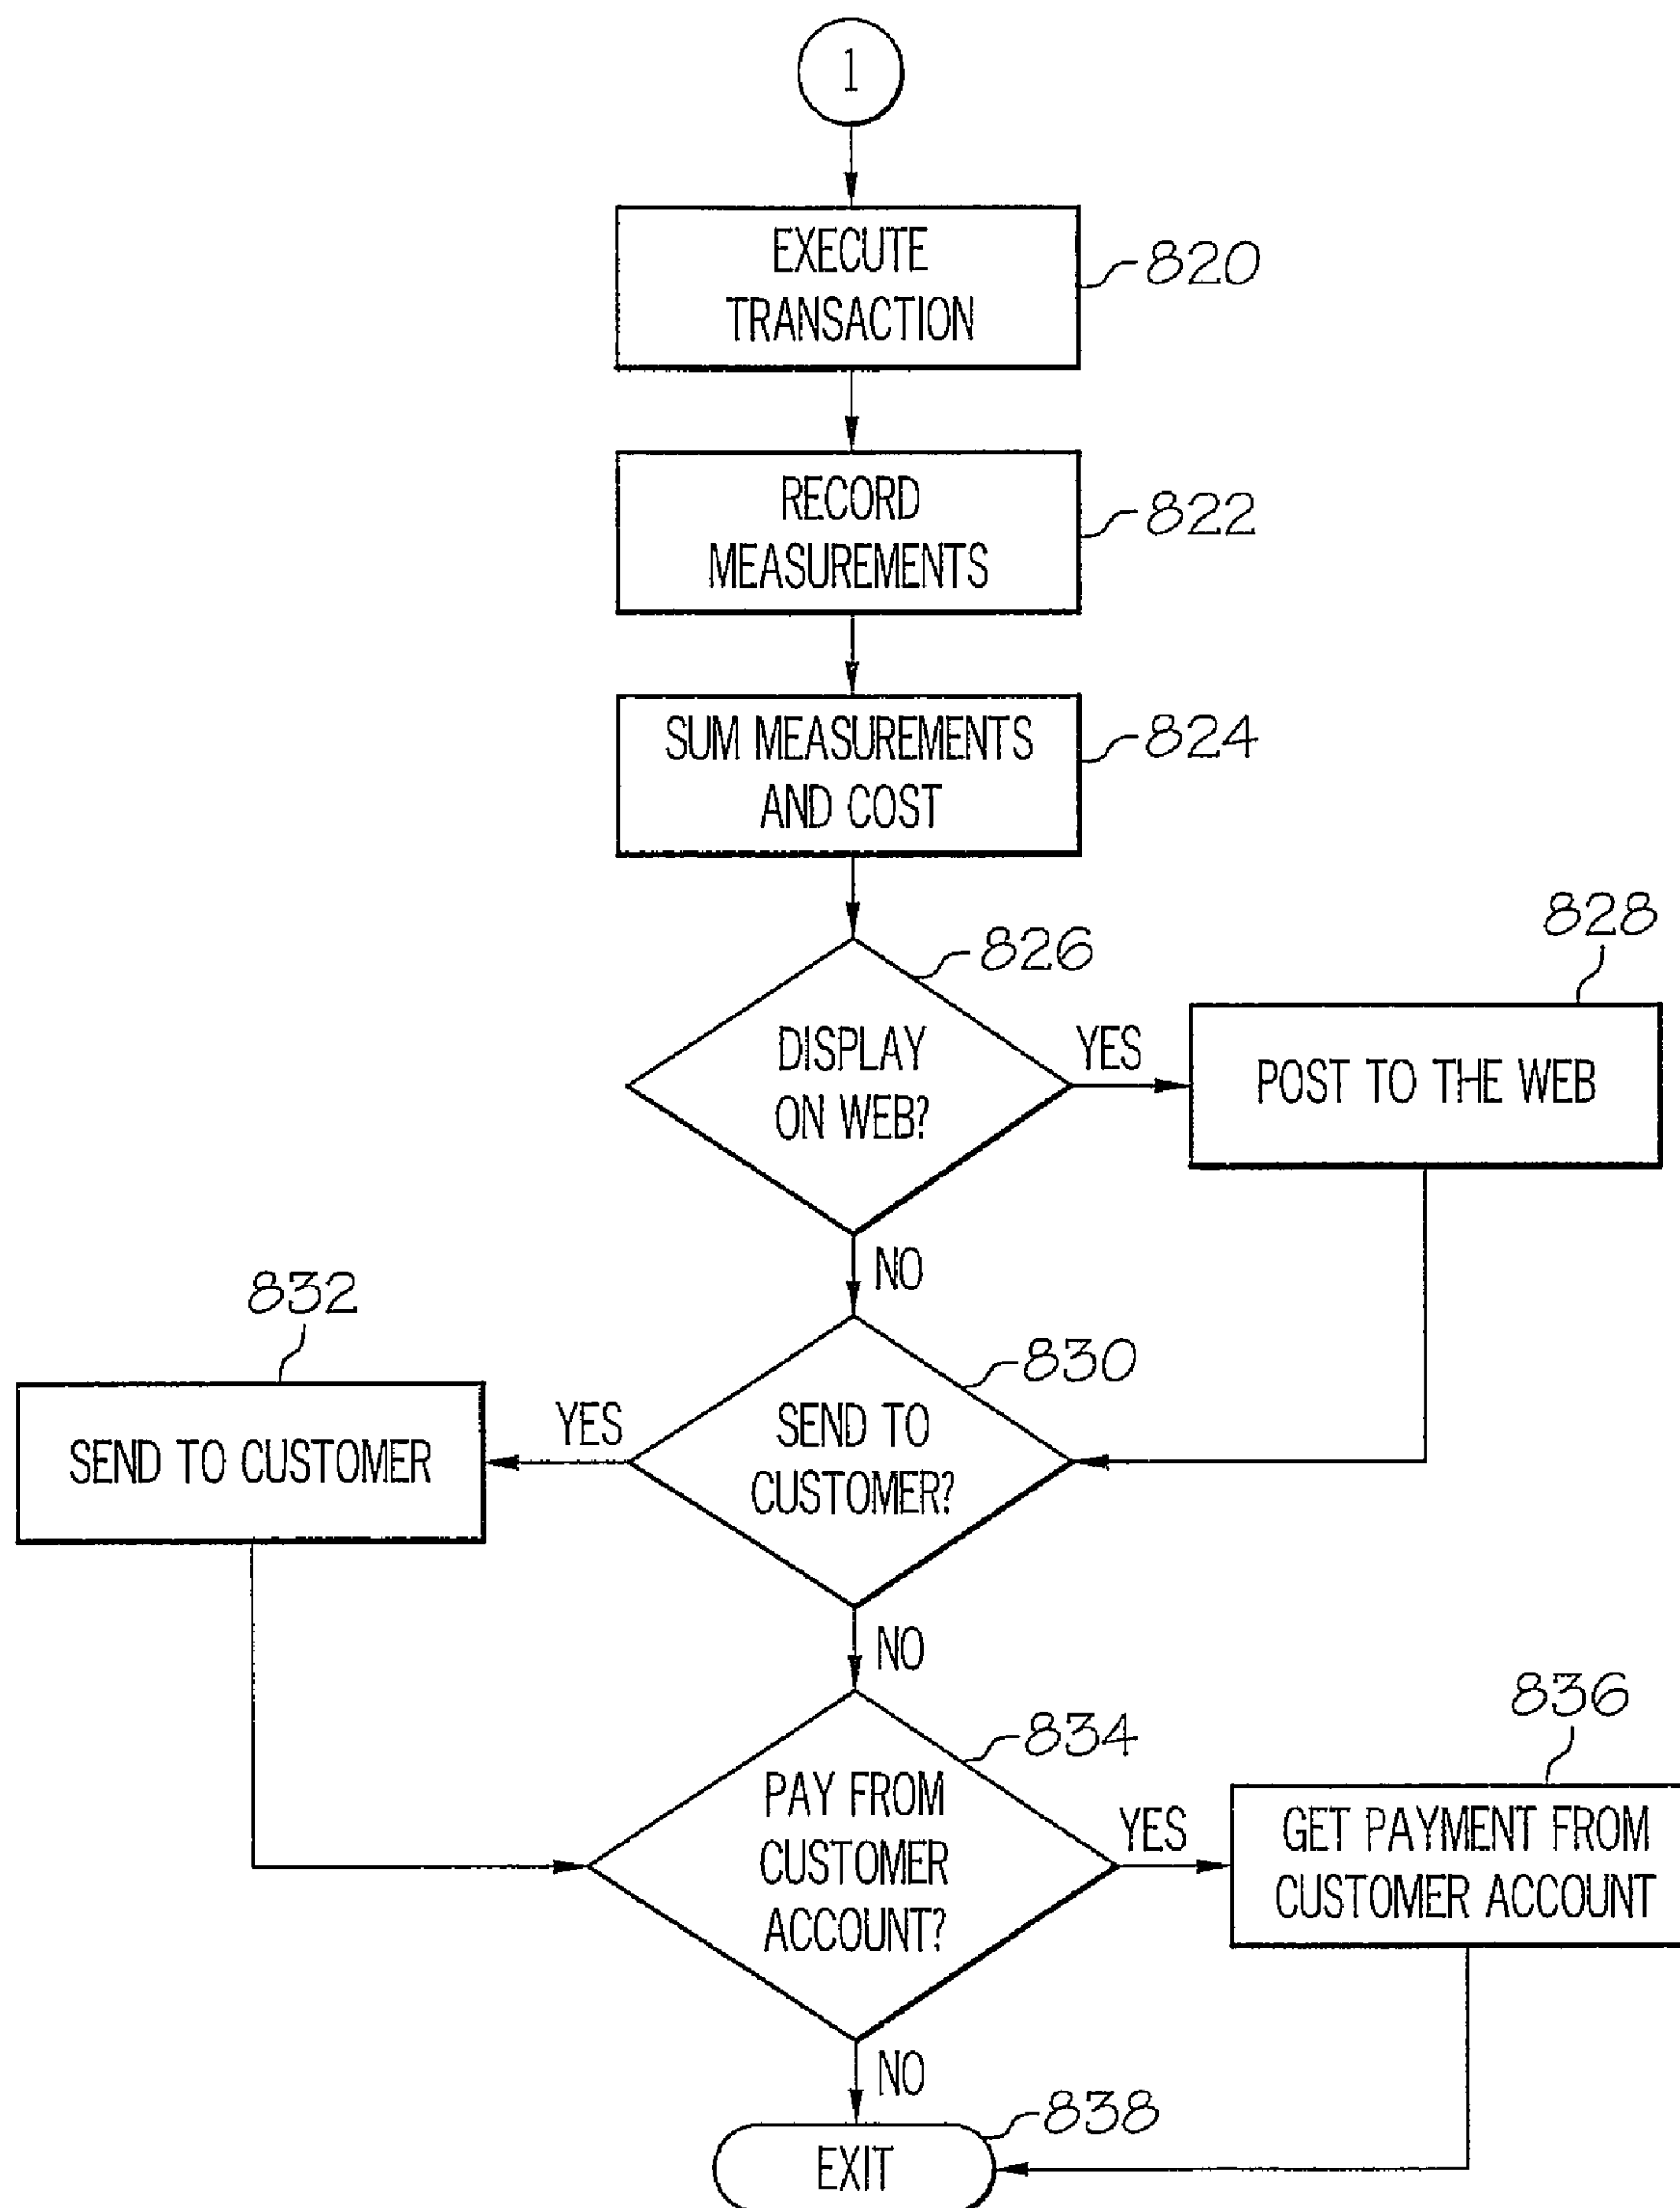 1
EXECUTE
TRANSACTION
820
RECORD
MEASUREMENTS
822
SUM MEASUREMENTS
AND COST
824
826
DISPLAY
ON WEB?
YES
828
POST TO THE WEB
NO
832
SEND TO CUSTOMER
YES
830
SEND TO
CUSTOMER?
NO
834
PAY FROM
CUSTOMER
ACCOUNT?
YES
836
GET PAYMENT FROM
CUSTOMER ACCOUNT
NO
838
EXIT